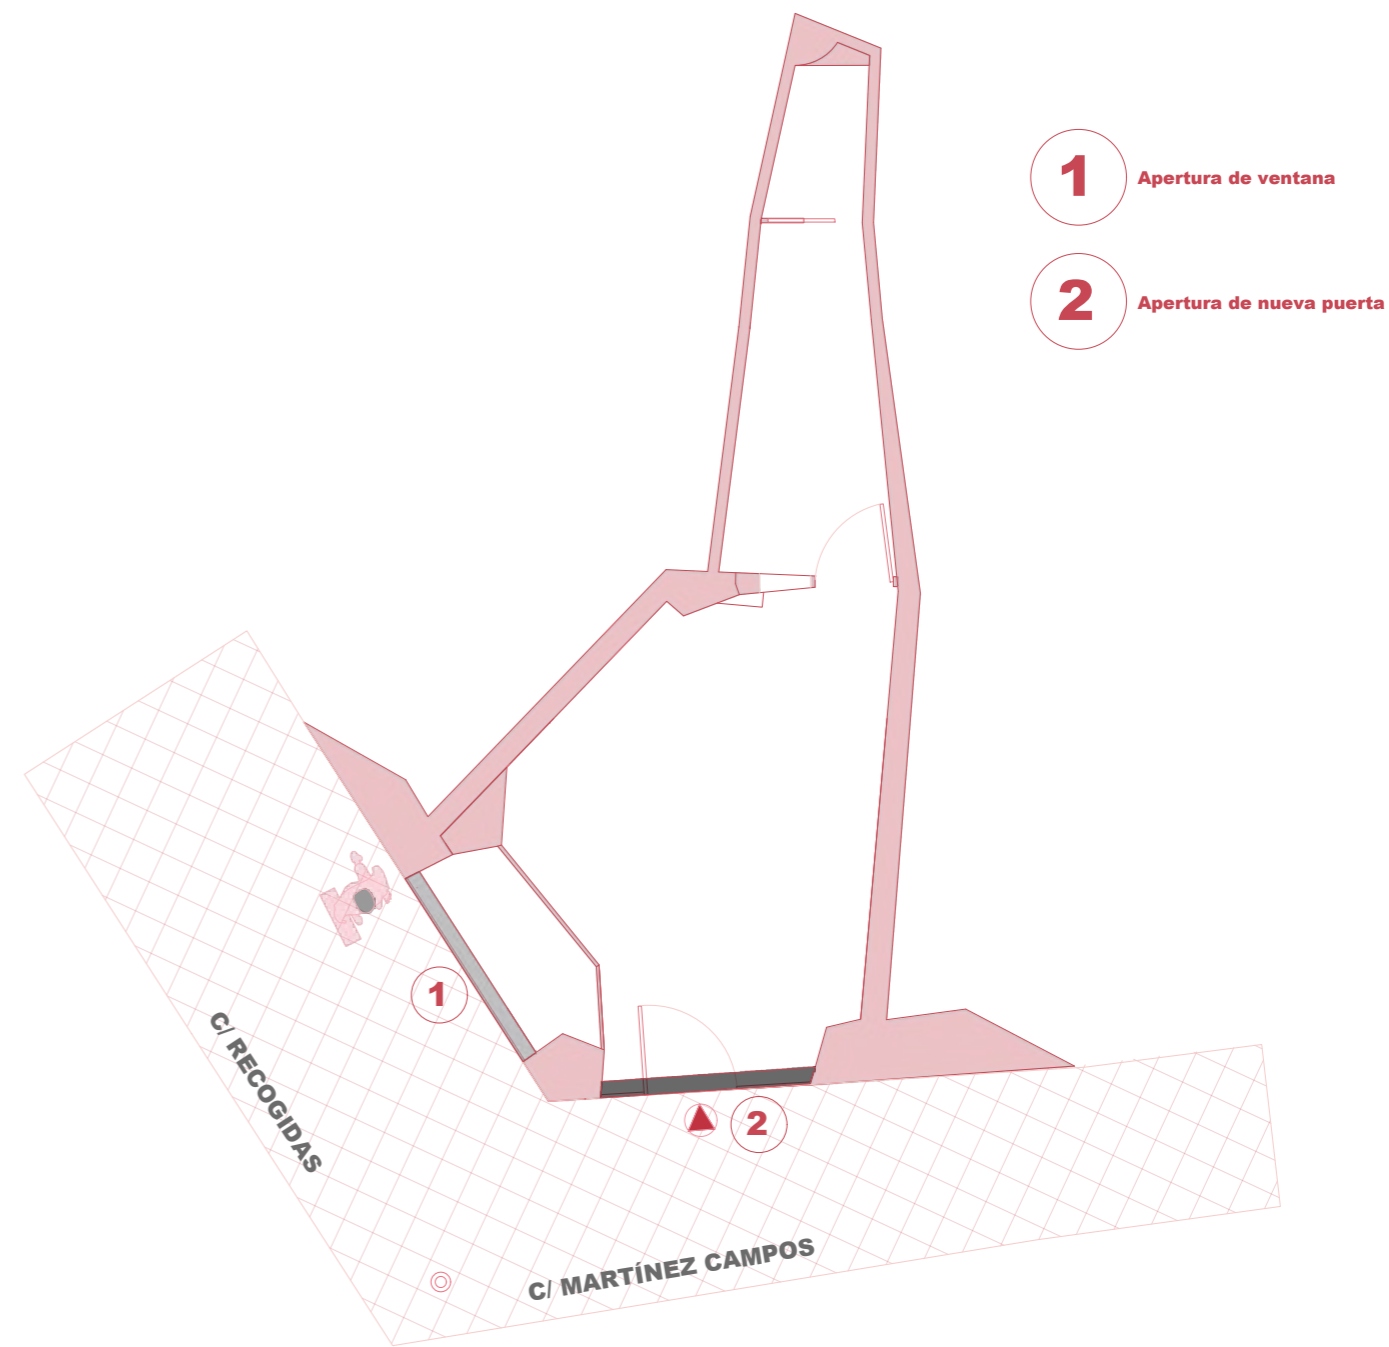 1
Apertura de ventana
2
Apertura de nueva puerta
1
C/ RECOGIDAS
2
C/ MARTÍNEZ CAMPOS